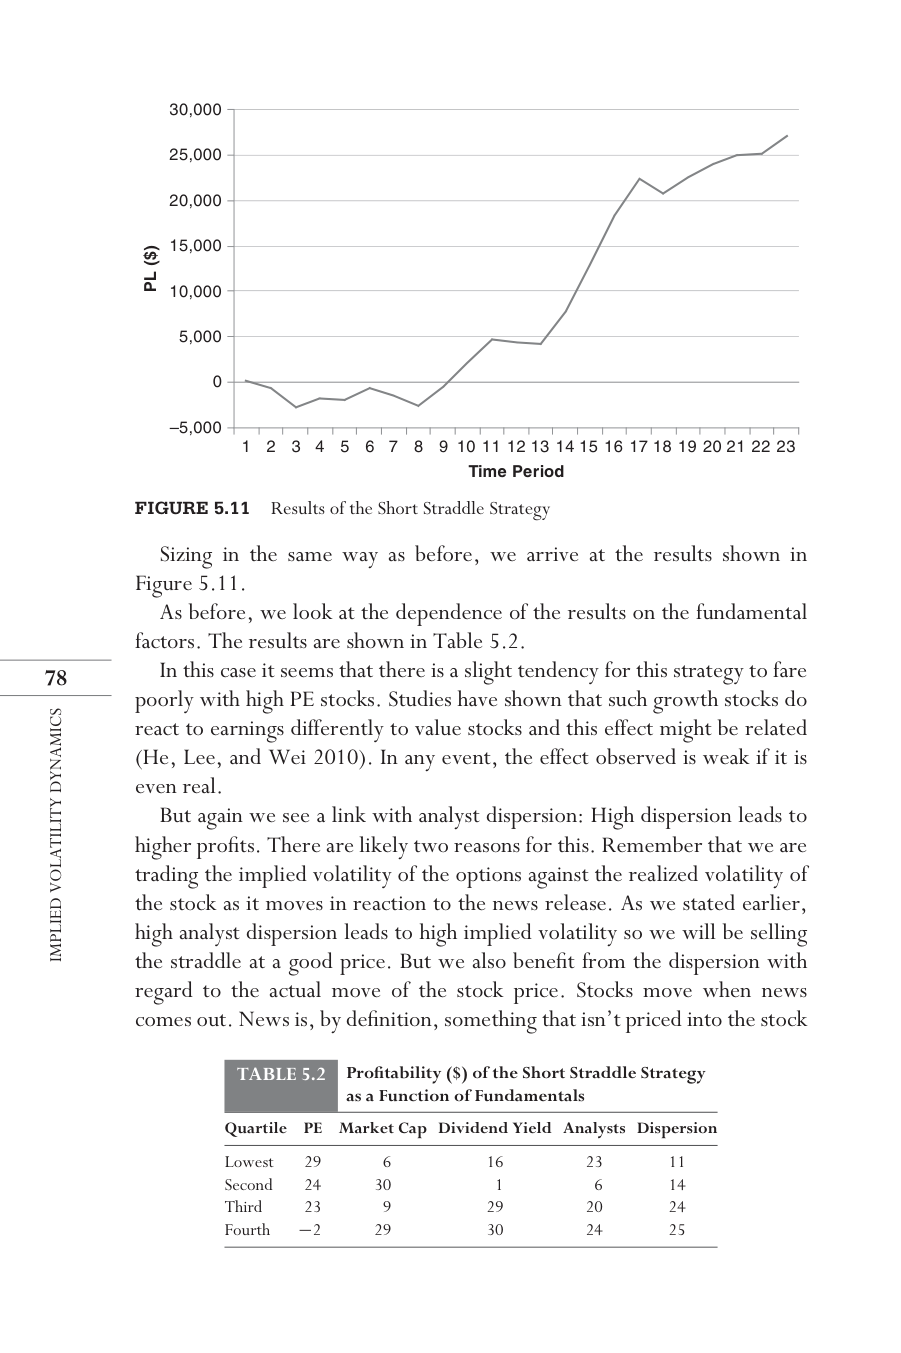 30,000
25,000
20,000
15,000
10,000
5,000
0
–5,000
PL ($)
1 2 3 4 5 6 7 8 9 10 11 12 13 14 15 16 17 18 19 20 21 22 23
Time Period
FIGURE 5.11 Results of the Short Straddle Strategy
Sizing in the same way as before, we arrive at the results shown in
Figure 5.11.
As before, we look at the dependence of the results on the fundamental
factors. The results are shown in Table 5.2.
In this case it seems that there is a slight tendency for this strategy to fare
poorly with high PE stocks. Studies have shown that such growth stocks do
react to earnings differently to value stocks and this effect might be related
(He, Lee, and Wei 2010). In any event, the effect observed is weak if it is
even real.
But again we see a link with analyst dispersion: High dispersion leads to
higher profits. There are likely two reasons for this. Remember that we are
trading the implied volatility of the options against the realized volatility of
the stock as it moves in reaction to the news release. As we stated earlier,
high analyst dispersion leads to high implied volatility so we will be selling
the straddle at a good price. But we also benefit from the dispersion with
regard to the actual move of the stock price. Stocks move when news
comes out. News is, by definition, something that isn’t priced into the stock
78
IMPLIED VOLATILITY DYNAMICS
TABLE 5.2 Profitability ($) of the Short Straddle Strategy
as a Function of Fundamentals
Quartile PE Market Cap Dividend Yield Analysts Dispersion
Lowest 29 6 16 23 11
Second 24 30 1 6 14
Third 23 9 29 20 24
Fourth −2 29 30 24 25